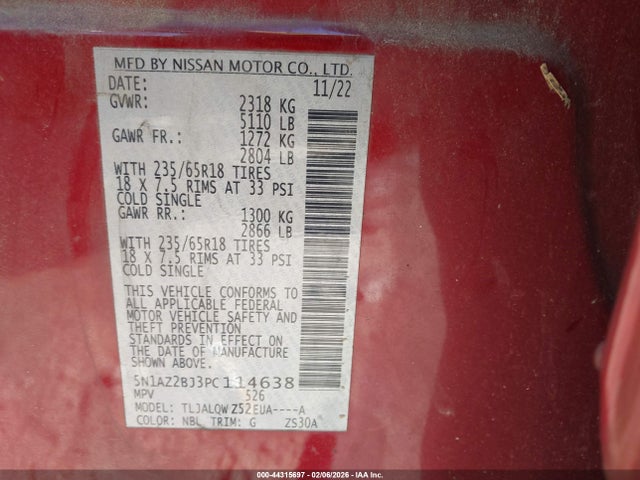 MFD BY NISSAN MOTOR CO., LTD.
DATE: 11/22
GVWR: 2318 KG
5110 LB
GAWR FR.: 1272 KG
2804 LB
WITH 235/65R18 TIRES
18 X 7.5 RIMS AT 33 PSI
COLD SINGLE
GAWR RR.: 1300 KG
2866 LB
WITH 235/65R18 TIRES
18 X 7.5 RIMS AT 33 PSI
COLD SINGLE
THIS VEHICLE CONFORMS TO
ALL APPLICABLE FEDERAL
MOTOR VEHICLE SAFETY AND
THEFT PREVENTION
STANDARDS IN EFFECT ON
THE DATE OF MANUFACTURE
SHOWN ABOVE.
5N1AZ2BJ3PC114638
MPV 526
MODEL: TLJALQWZ52EUA----A
COLOR: NBL TRIM: G ZS30A
000-44315697 - 02/06/2026 - IAA Inc.